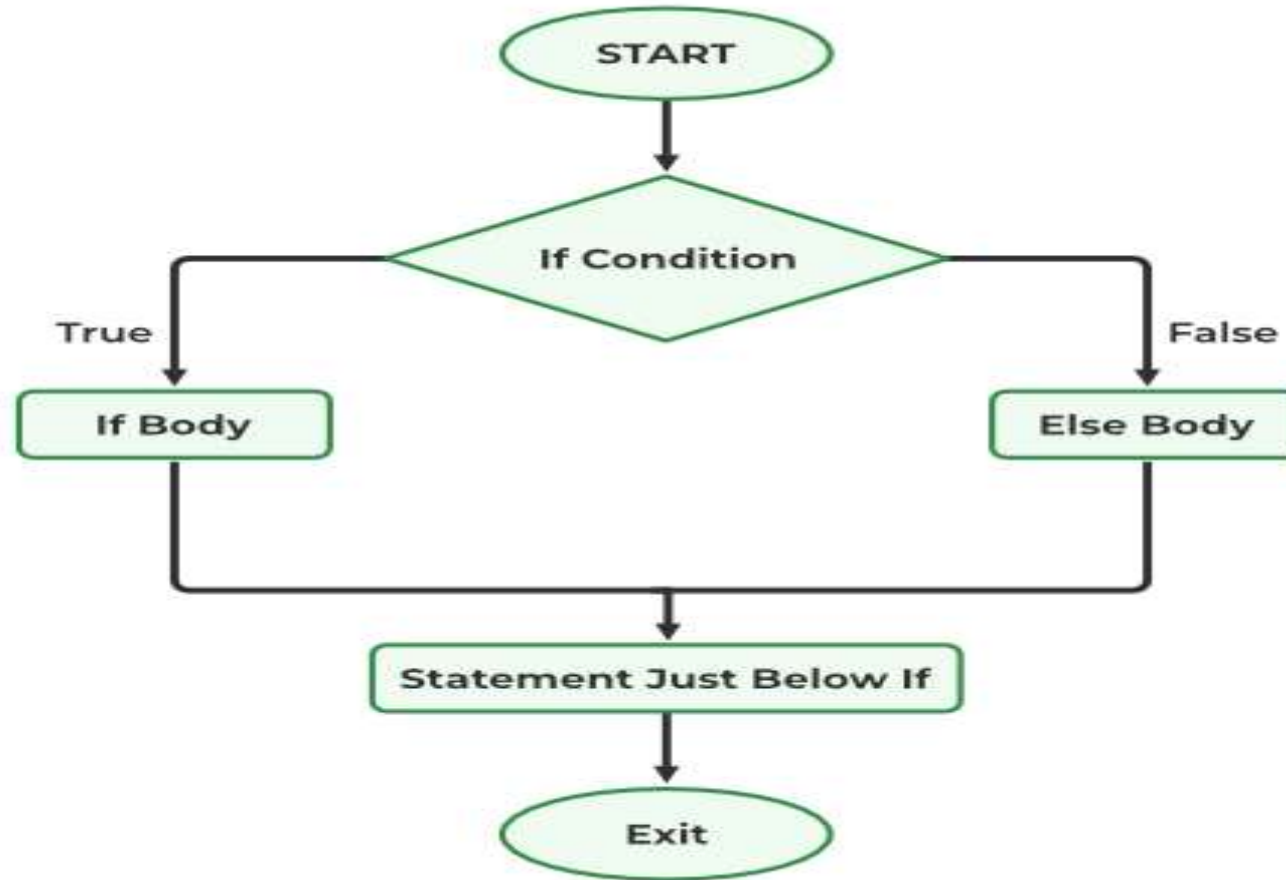 START
If Condition
True
False
If Body
Else Body
Statement Just Below If
Exit